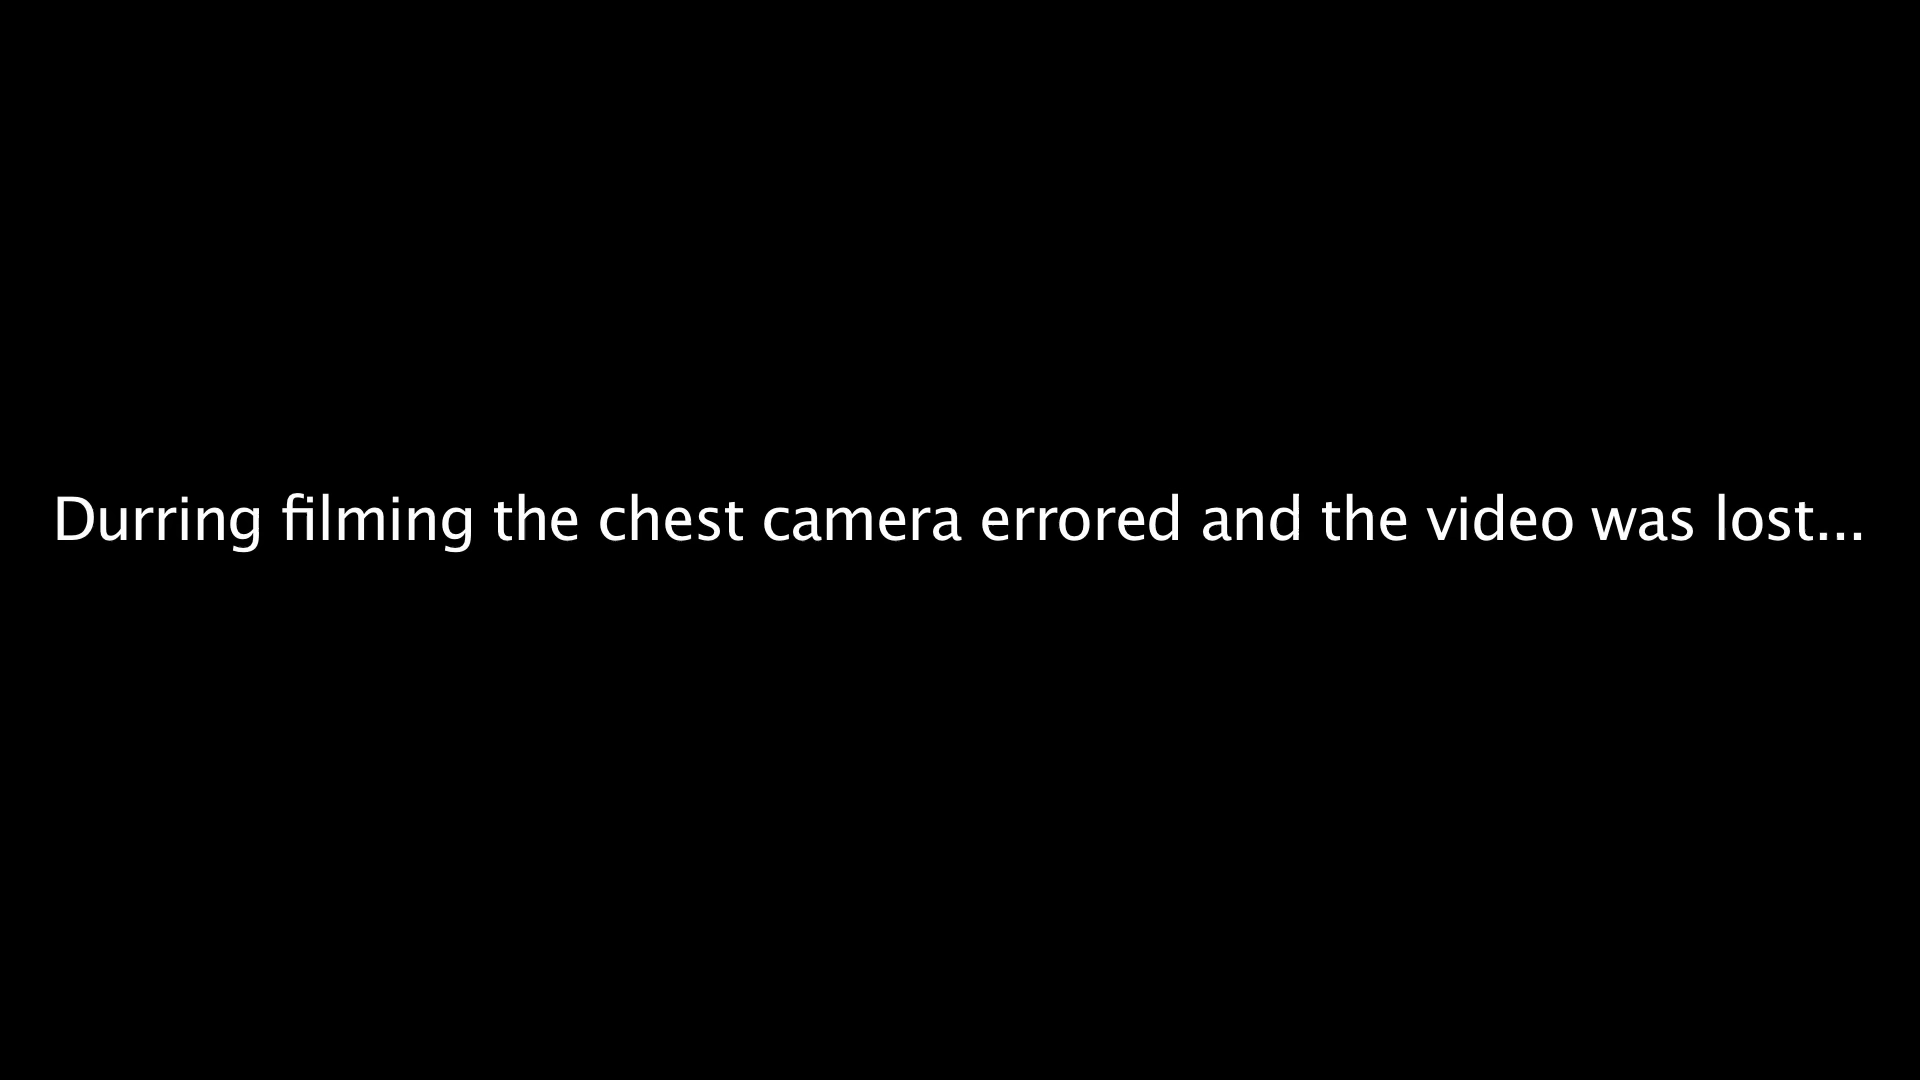 Durring filming the chest camera errored and the video was lost...